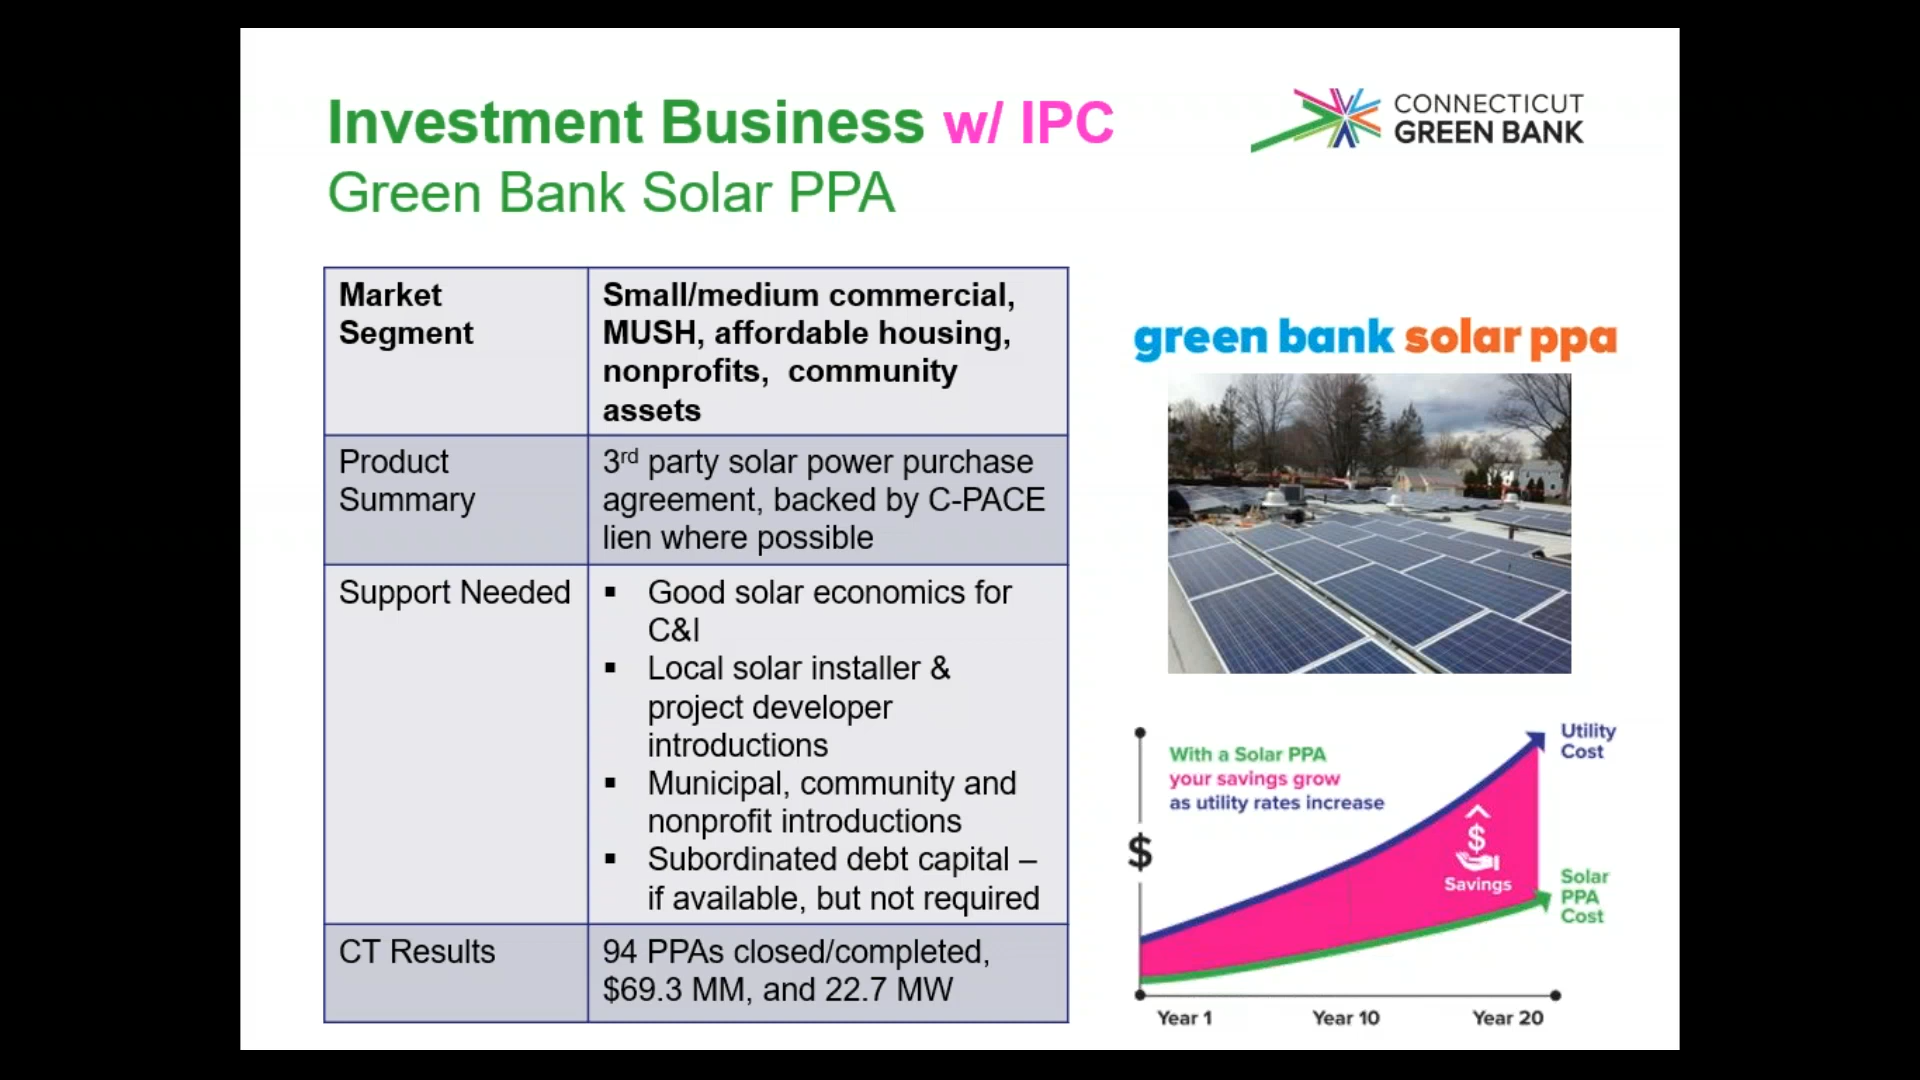 Investment Business w/ IPC
Green Bank Solar PPA
CONNECTICUT
GREEN BANK
Market
Segment
Small/medium commercial,
MUSH, affordable housing,
nonprofits, community
assets
Product
Summary
3rd party solar power purchase
agreement, backed by C-PACE
lien where possible
Support Needed
▪ Good solar economics for
C&I
▪ Local solar installer &
project developer
introductions
▪ Municipal, community and
nonprofit introductions
▪ Subordinated debt capital –
if available, but not required
CT Results
94 PPAs closed/completed,
$69.3 MM, and 22.7 MW
green bank solar ppa
With a Solar PPA
your savings grow
as utility rates increase
Utility
Cost
$
$
Savings
Solar
PPA
Cost
Year 1
Year 10
Year 20